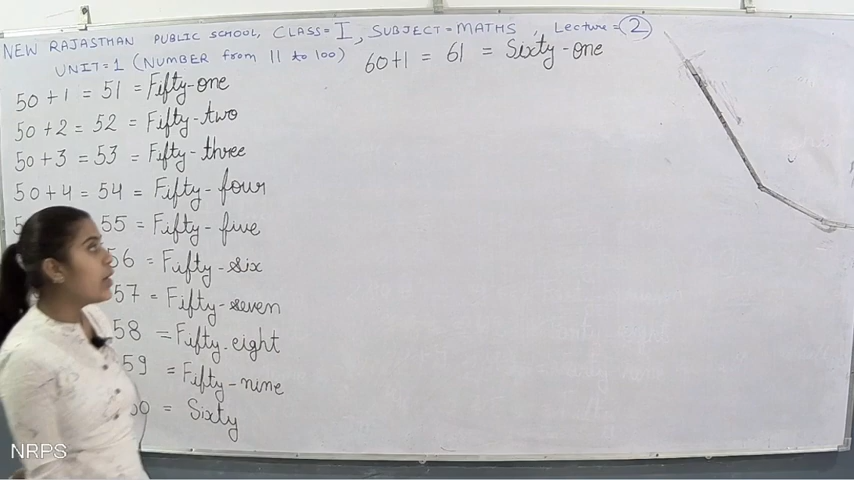 NEW RAJASTHAN PUBLIC SCHOOL, CLASS=I, SUBJECT=MATHS, Lecture=2
UNIT=1 (NUMBER from 11 to 100)
50+1 = 51 = Fifty-one
50+2 = 52 = Fifty-two
50+3 = 53 = Fifty-three
50+4 = 54 = Fifty-four
55 = Fifty-five
56 = Fifty-six
57 = Fifty-seven
58 = Fifty-eight
59 = Fifty-nine
= Sixty
60+1 = 61 = Sixty-one
NRPS